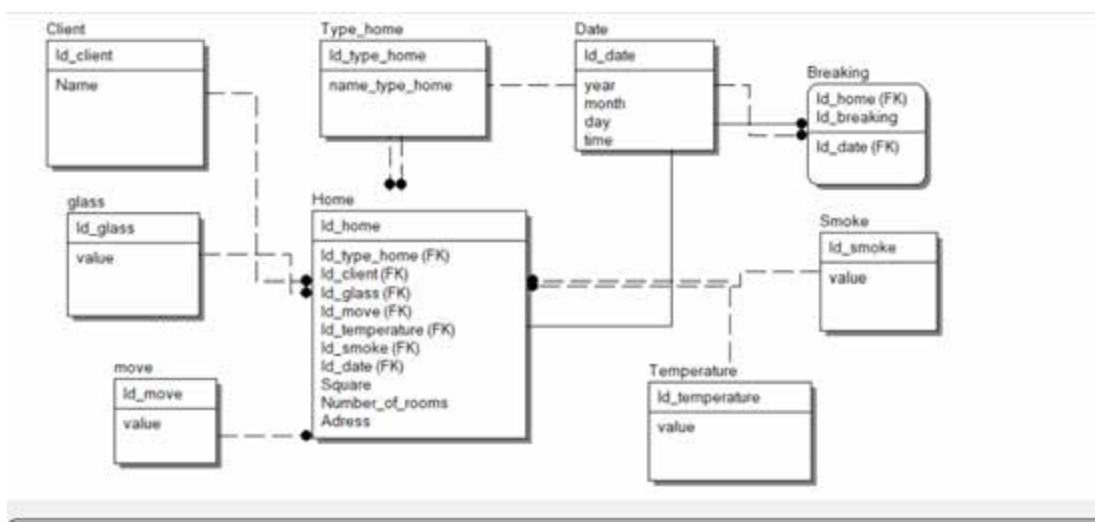 Client
Id_client
Name
Type_home
Id_type_home
name_type_home
Date
Id_date
year
month
day
time
Breaking
Id_home (FK)
Id_breaking
Id_date (FK)
glass
Id_glass
value
Home
Id_home
Id_type_home (FK)
Id_client (FK)
Id_glass (FK)
Id_move (FK)
Id_temperature (FK)
Id_smoke (FK)
Id_date (FK)
Square
Number_of_rooms
Adress
Smoke
Id_smoke
value
move
Id_move
value
Temperature
Id_temperature
value